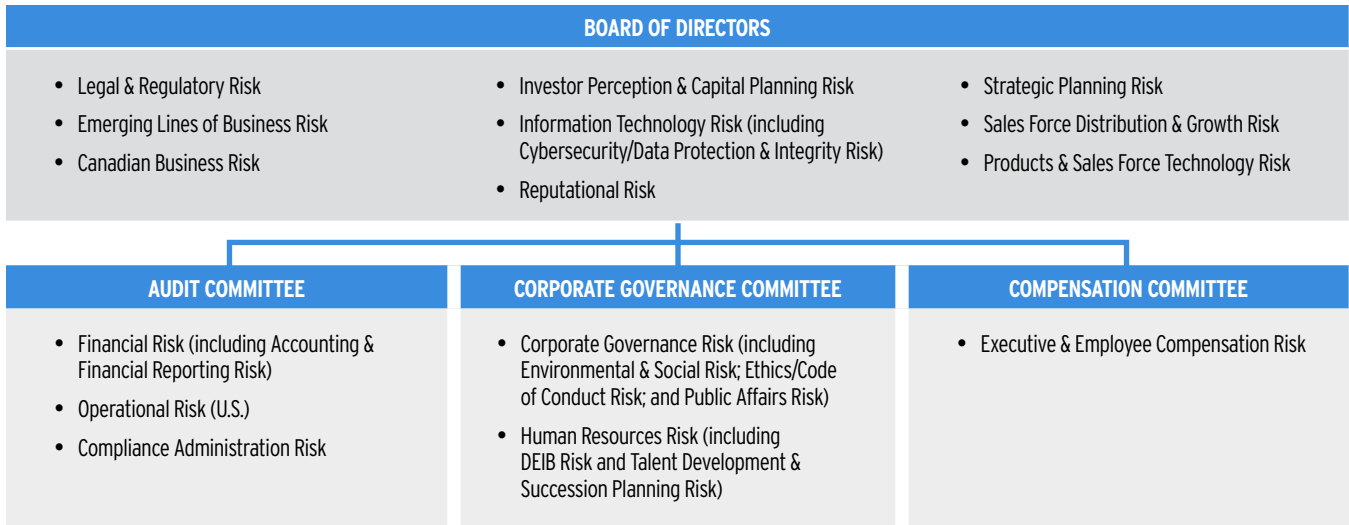 BOARD OF DIRECTORS
• Legal & Regulatory Risk
• Emerging Lines of Business Risk
• Canadian Business Risk
• Investor Perception & Capital Planning Risk
• Information Technology Risk (including
Cybersecurity/Data Protection & Integrity Risk)
• Reputational Risk
• Strategic Planning Risk
• Sales Force Distribution & Growth Risk
• Products & Sales Force Technology Risk
AUDIT COMMITTEE
• Financial Risk (including Accounting &
Financial Reporting Risk)
• Operational Risk (U.S.)
• Compliance Administration Risk
CORPORATE GOVERNANCE COMMITTEE
• Corporate Governance Risk (including
Environmental & Social Risk; Ethics/Code
of Conduct Risk; and Public Affairs Risk)
• Human Resources Risk (including
DEIB Risk and Talent Development &
Succession Planning Risk)
COMPENSATION COMMITTEE
• Executive & Employee Compensation Risk